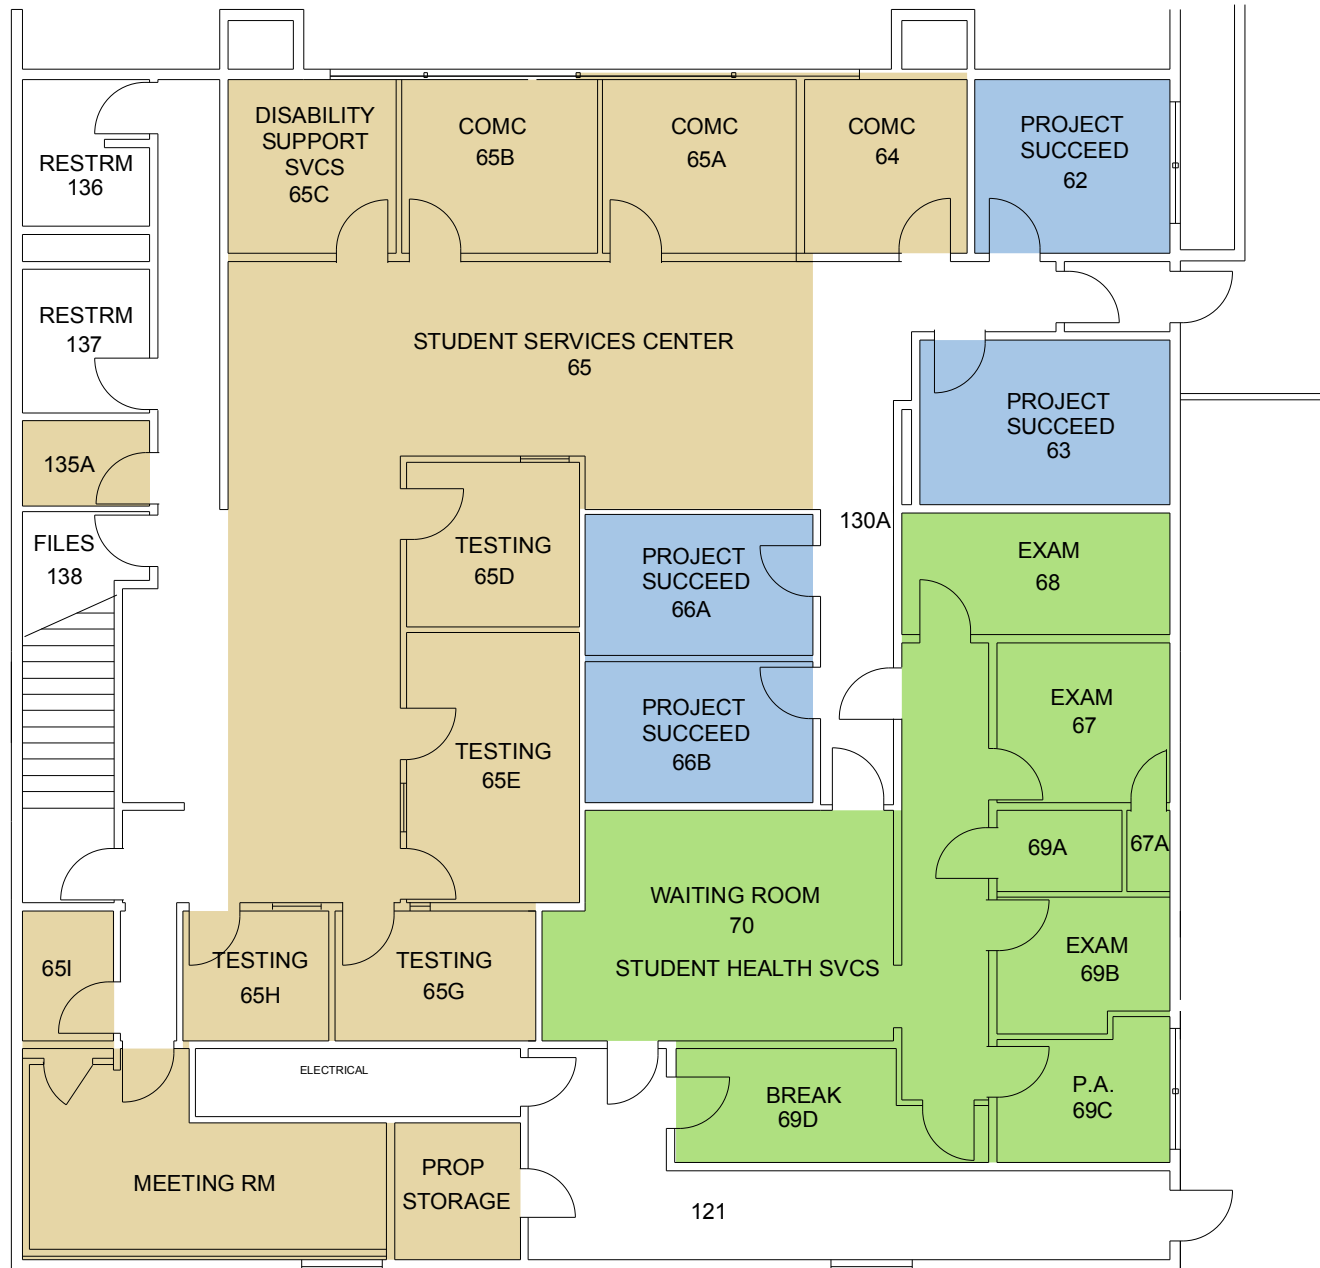 DISABILITY
SUPPORT
SVCS
65C
COMC
65B
COMC
65A
COMC
64
PROJECT
SUCCEED
62
RESTRM
136
RESTRM
137
STUDENT SERVICES CENTER
65
PROJECT
SUCCEED
63
135A
FILES
138
TESTING
65D
PROJECT
SUCCEED
66A
130A
EXAM
68
TESTING
65E
PROJECT
SUCCEED
66B
EXAM
67
69A
67A
WAITING ROOM
70
STUDENT HEALTH SVCS
EXAM
69B
65I
TESTING
65H
TESTING
65G
ELECTRICAL
BREAK
69D
P.A.
69C
MEETING RM
PROP
STORAGE
121